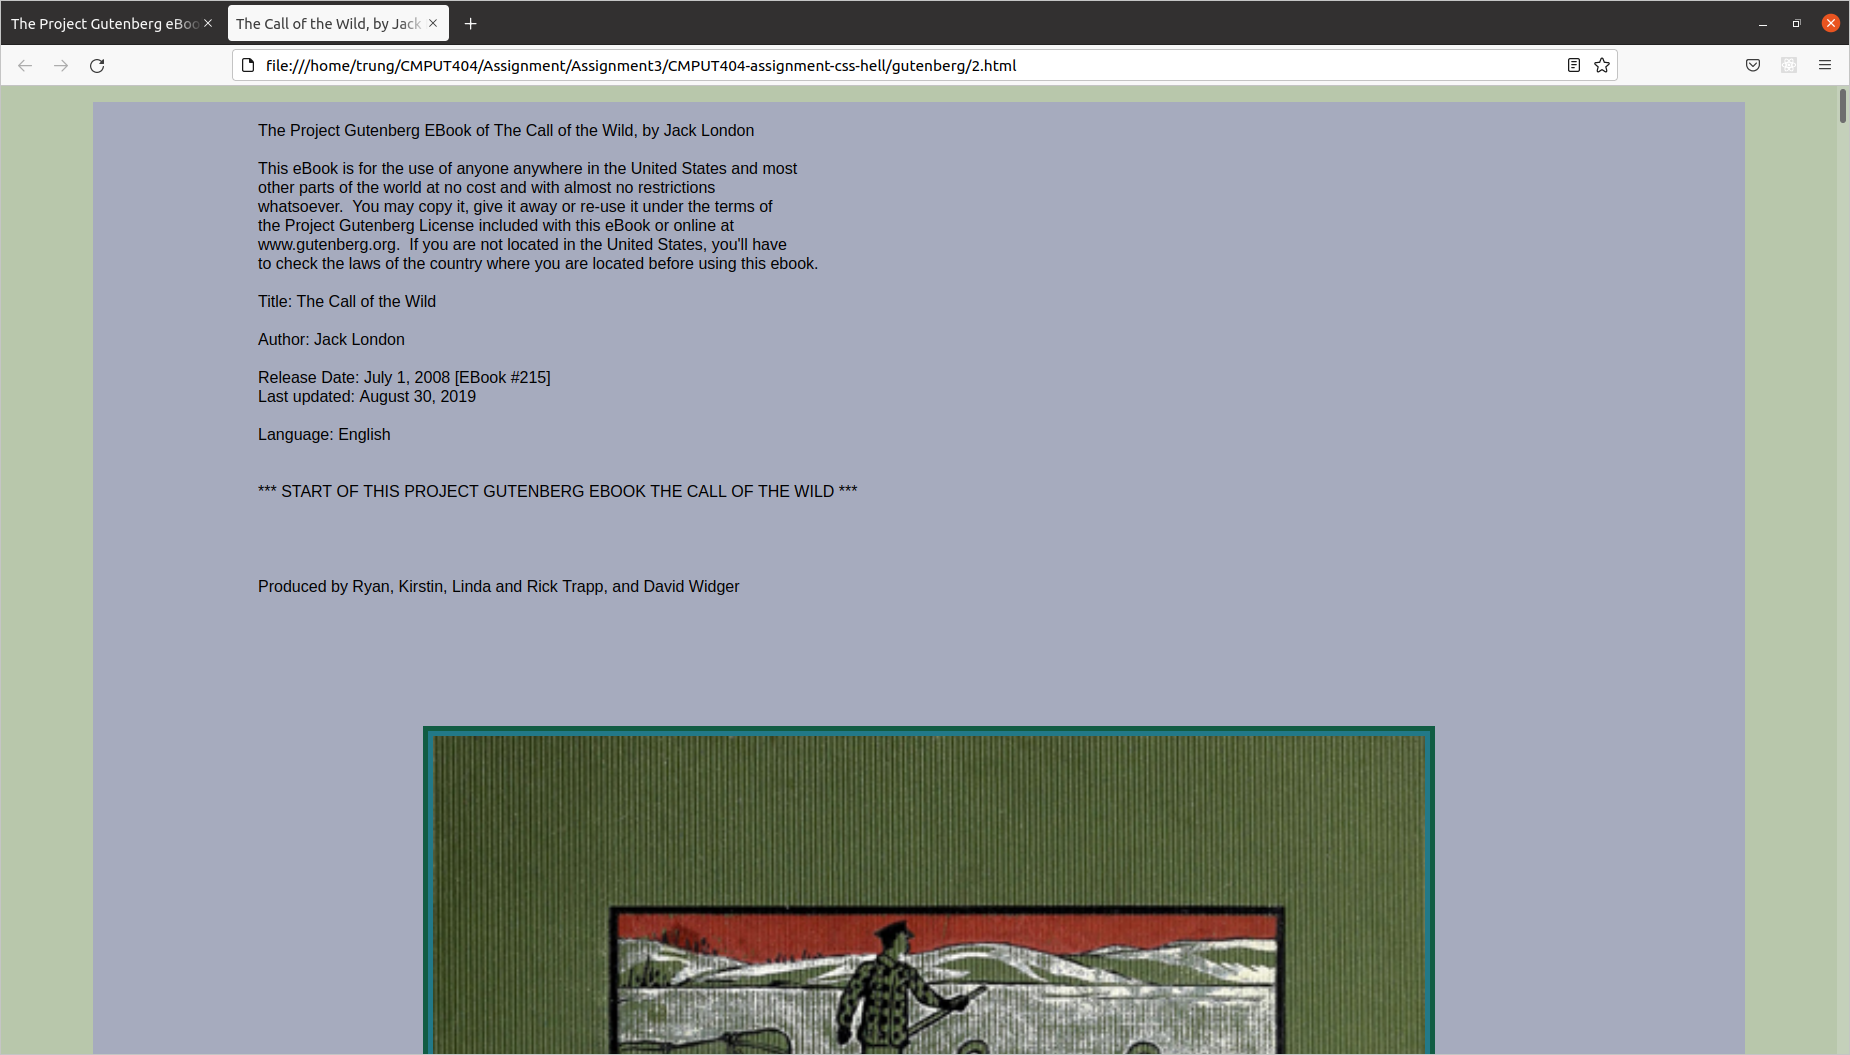 The Project Gutenberg eBoo
The Call of the Wild, by Jack
file:///home/trung/CMPUT404/Assignment/Assignment3/CMPUT404-assignment-css-hell/gutenberg/2.html
The Project Gutenberg EBook of The Call of the Wild, by Jack London
This eBook is for the use of anyone anywhere in the United States and most
other parts of the world at no cost and with almost no restrictions
whatsoever.  You may copy it, give it away or re-use it under the terms of
the Project Gutenberg License included with this eBook or online at
www.gutenberg.org.  If you are not located in the United States, you'll have
to check the laws of the country where you are located before using this ebook.
Title: The Call of the Wild
Author: Jack London
Release Date: July 1, 2008 [EBook #215]
Last updated: August 30, 2019
Language: English
*** START OF THIS PROJECT GUTENBERG EBOOK THE CALL OF THE WILD ***
Produced by Ryan, Kirstin, Linda and Rick Trapp, and David Widger